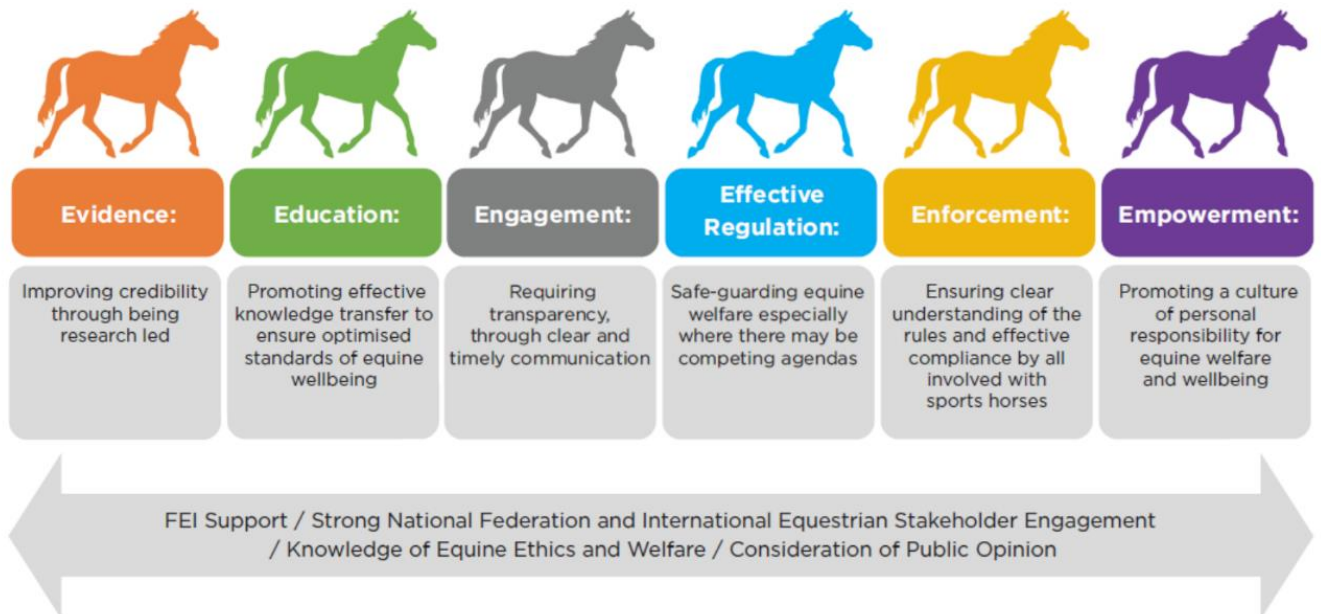 Evidence:
Education:
Engagement:
Effective
Regulation:
Enforcement:
Empowerment:
Improving credibility
through being
research led
Promoting effective
knowledge transfer to
ensure optimised
standards of equine
wellbeing
Requiring
transparency,
through clear and
timely communication
Safe-guarding equine
welfare especially
where there may be
competing agendas
Ensuring clear
understanding of the
rules and effective
compliance by all
involved with
sports horses
Promoting a culture
of personal
responsibility for
equine welfare
and wellbeing
FEI Support / Strong National Federation and International Equestrian Stakeholder Engagement
/ Knowledge of Equine Ethics and Welfare / Consideration of Public Opinion